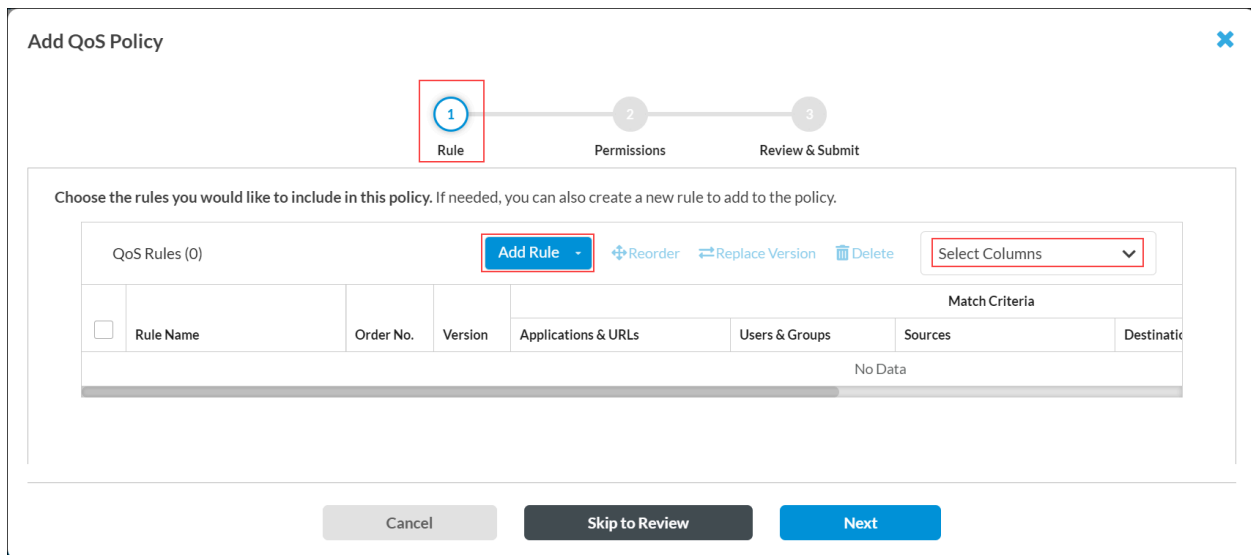 Add QoS Policy
1
2
3
Rule
Permissions
Review & Submit
Choose the rules you would like to include in this policy. If needed, you can also create a new rule to add to the policy.
QoS Rules (0)
Add Rule
Reorder
Replace Version
Delete
Select Columns
Match Criteria
Rule Name
Order No.
Version
Applications & URLs
Users & Groups
Sources
Destinatio
No Data
Cancel
Skip to Review
Next